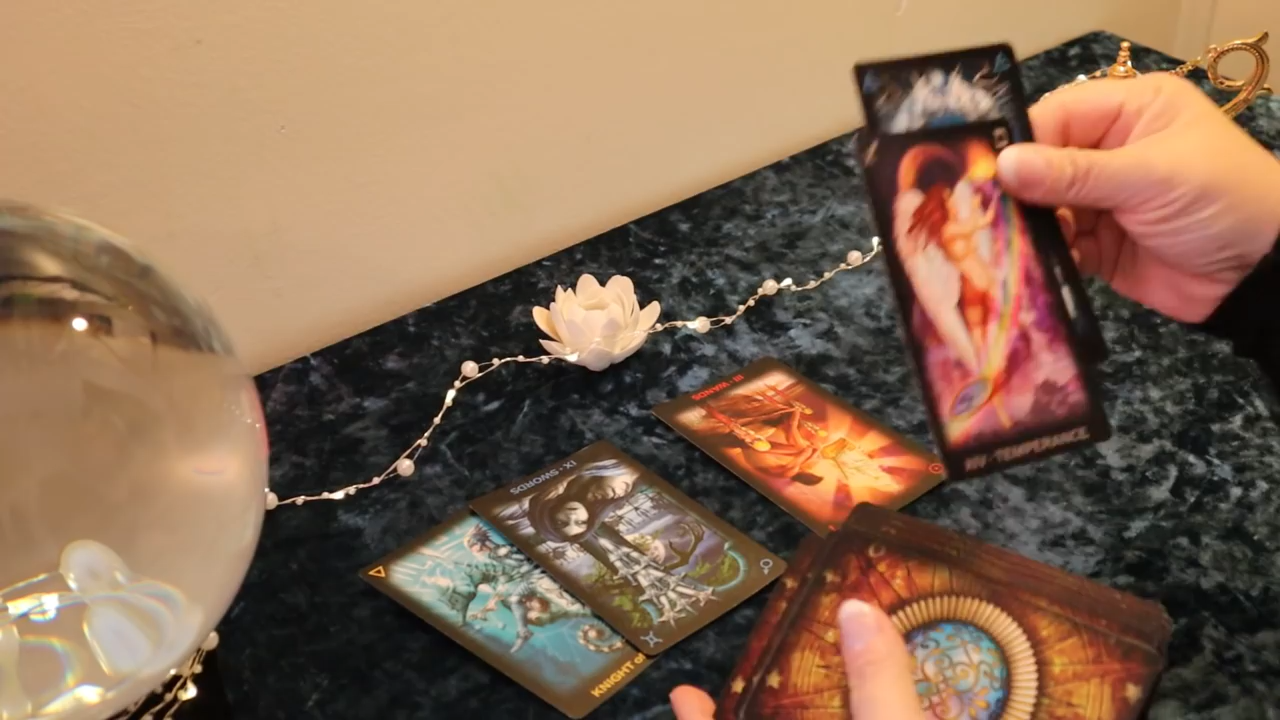 XIV · TEMPERANCE
III · WANDS
IX · SWORDS
KNIGHT of